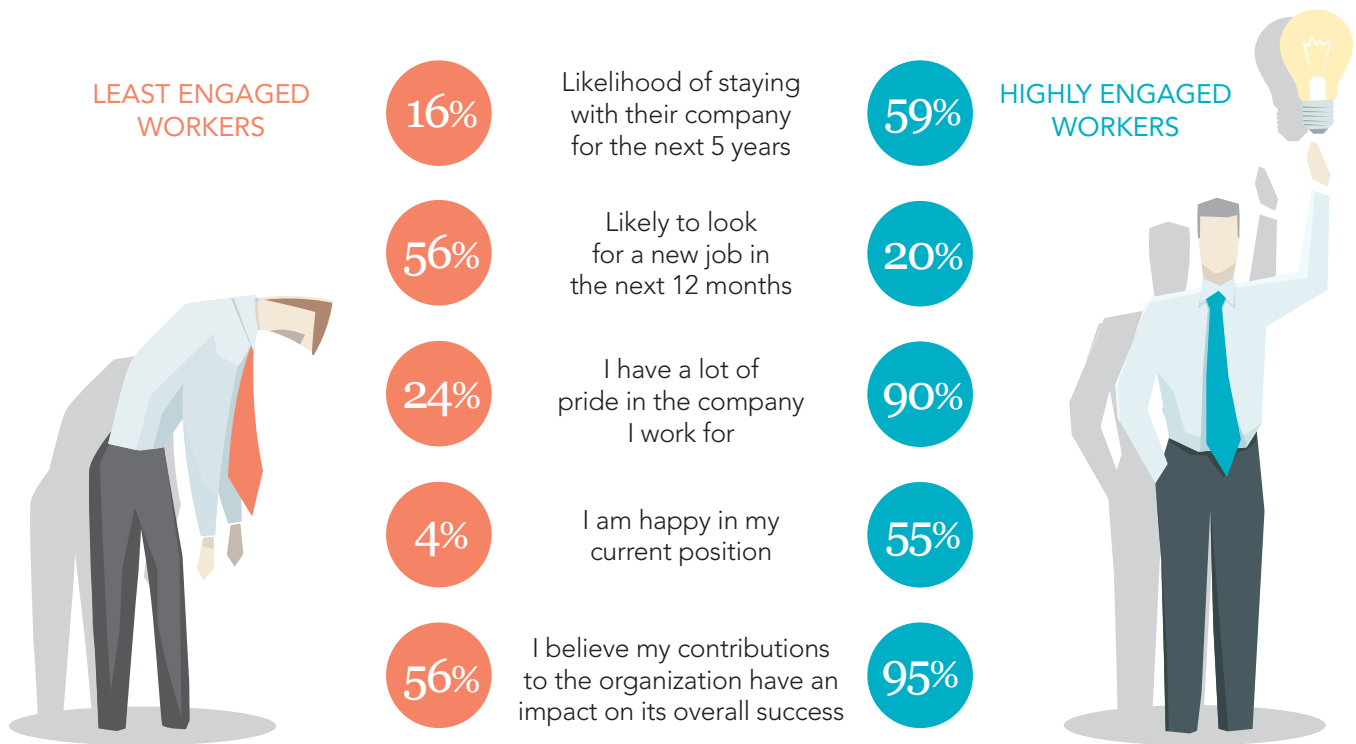 LEAST ENGAGED
WORKERS
16%
Likelihood of staying
with their company
for the next 5 years
59%
HIGHLY ENGAGED
WORKERS
56%
Likely to look
for a new job in
the next 12 months
20%
24%
I have a lot of
pride in the company
I work for
90%
4%
I am happy in my
current position
55%
56%
I believe my contributions
to the organization have an
impact on its overall success
95%